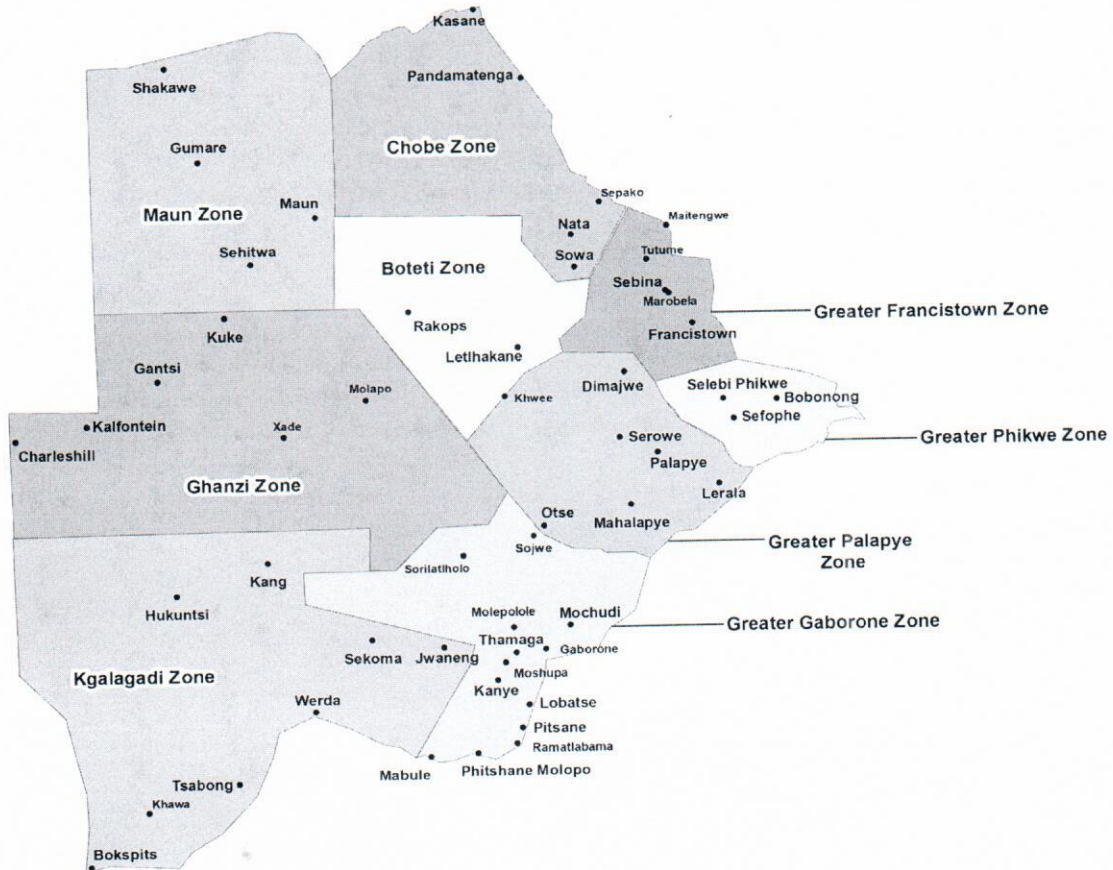 Kasane
Shakawe
Pandamatenga
Gumare
Chobe Zone
Maun
Maun Zone
Sepako
Nata
Maitengwe
Sehitwa
Boteti Zone
Sowa
Tutume
Sebina
Marobela
Greater Francistown Zone
Kuke
Rakops
Francistown
Letlhakane
Gantsi
Molapo
Khwee
Dimajwe
Selebi Phikwe
Bobonong
Sefophe
Kalfontein
Xade
Serowe
Greater Phikwe Zone
Charleshill
Palapye
Ghanzi Zone
Lerala
Otse
Mahalapye
Sojwe
Greater Palapye
Zone
Kang
Sorilatlholo
Hukuntsi
Molepolole
Mochudi
Greater Gaborone Zone
Thamaga
Gaborone
Sekoma
Jwaneng
Moshupa
Kgalagadi Zone
Kanye
Werda
Lobatse
Pitsane
Ramatlabama
Mabule
Phitshane Molopo
Tsabong
Khawa
Bokspits